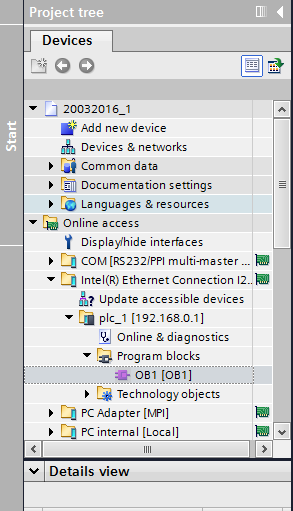 Project tree
Devices
Start
20032016_1
Add new device
Devices & networks
Common data
Documentation settings
Languages & resources
Online access
Display/hide interfaces
COM [RS232/PPI multi-master ...
Intel(R) Ethernet Connection I2...
Update accessible devices
plc_1 [192.168.0.1]
Online & diagnostics
Program blocks
OB1 [OB1]
Technology objects
PC Adapter [MPI]
PC internal [Local]
Details view